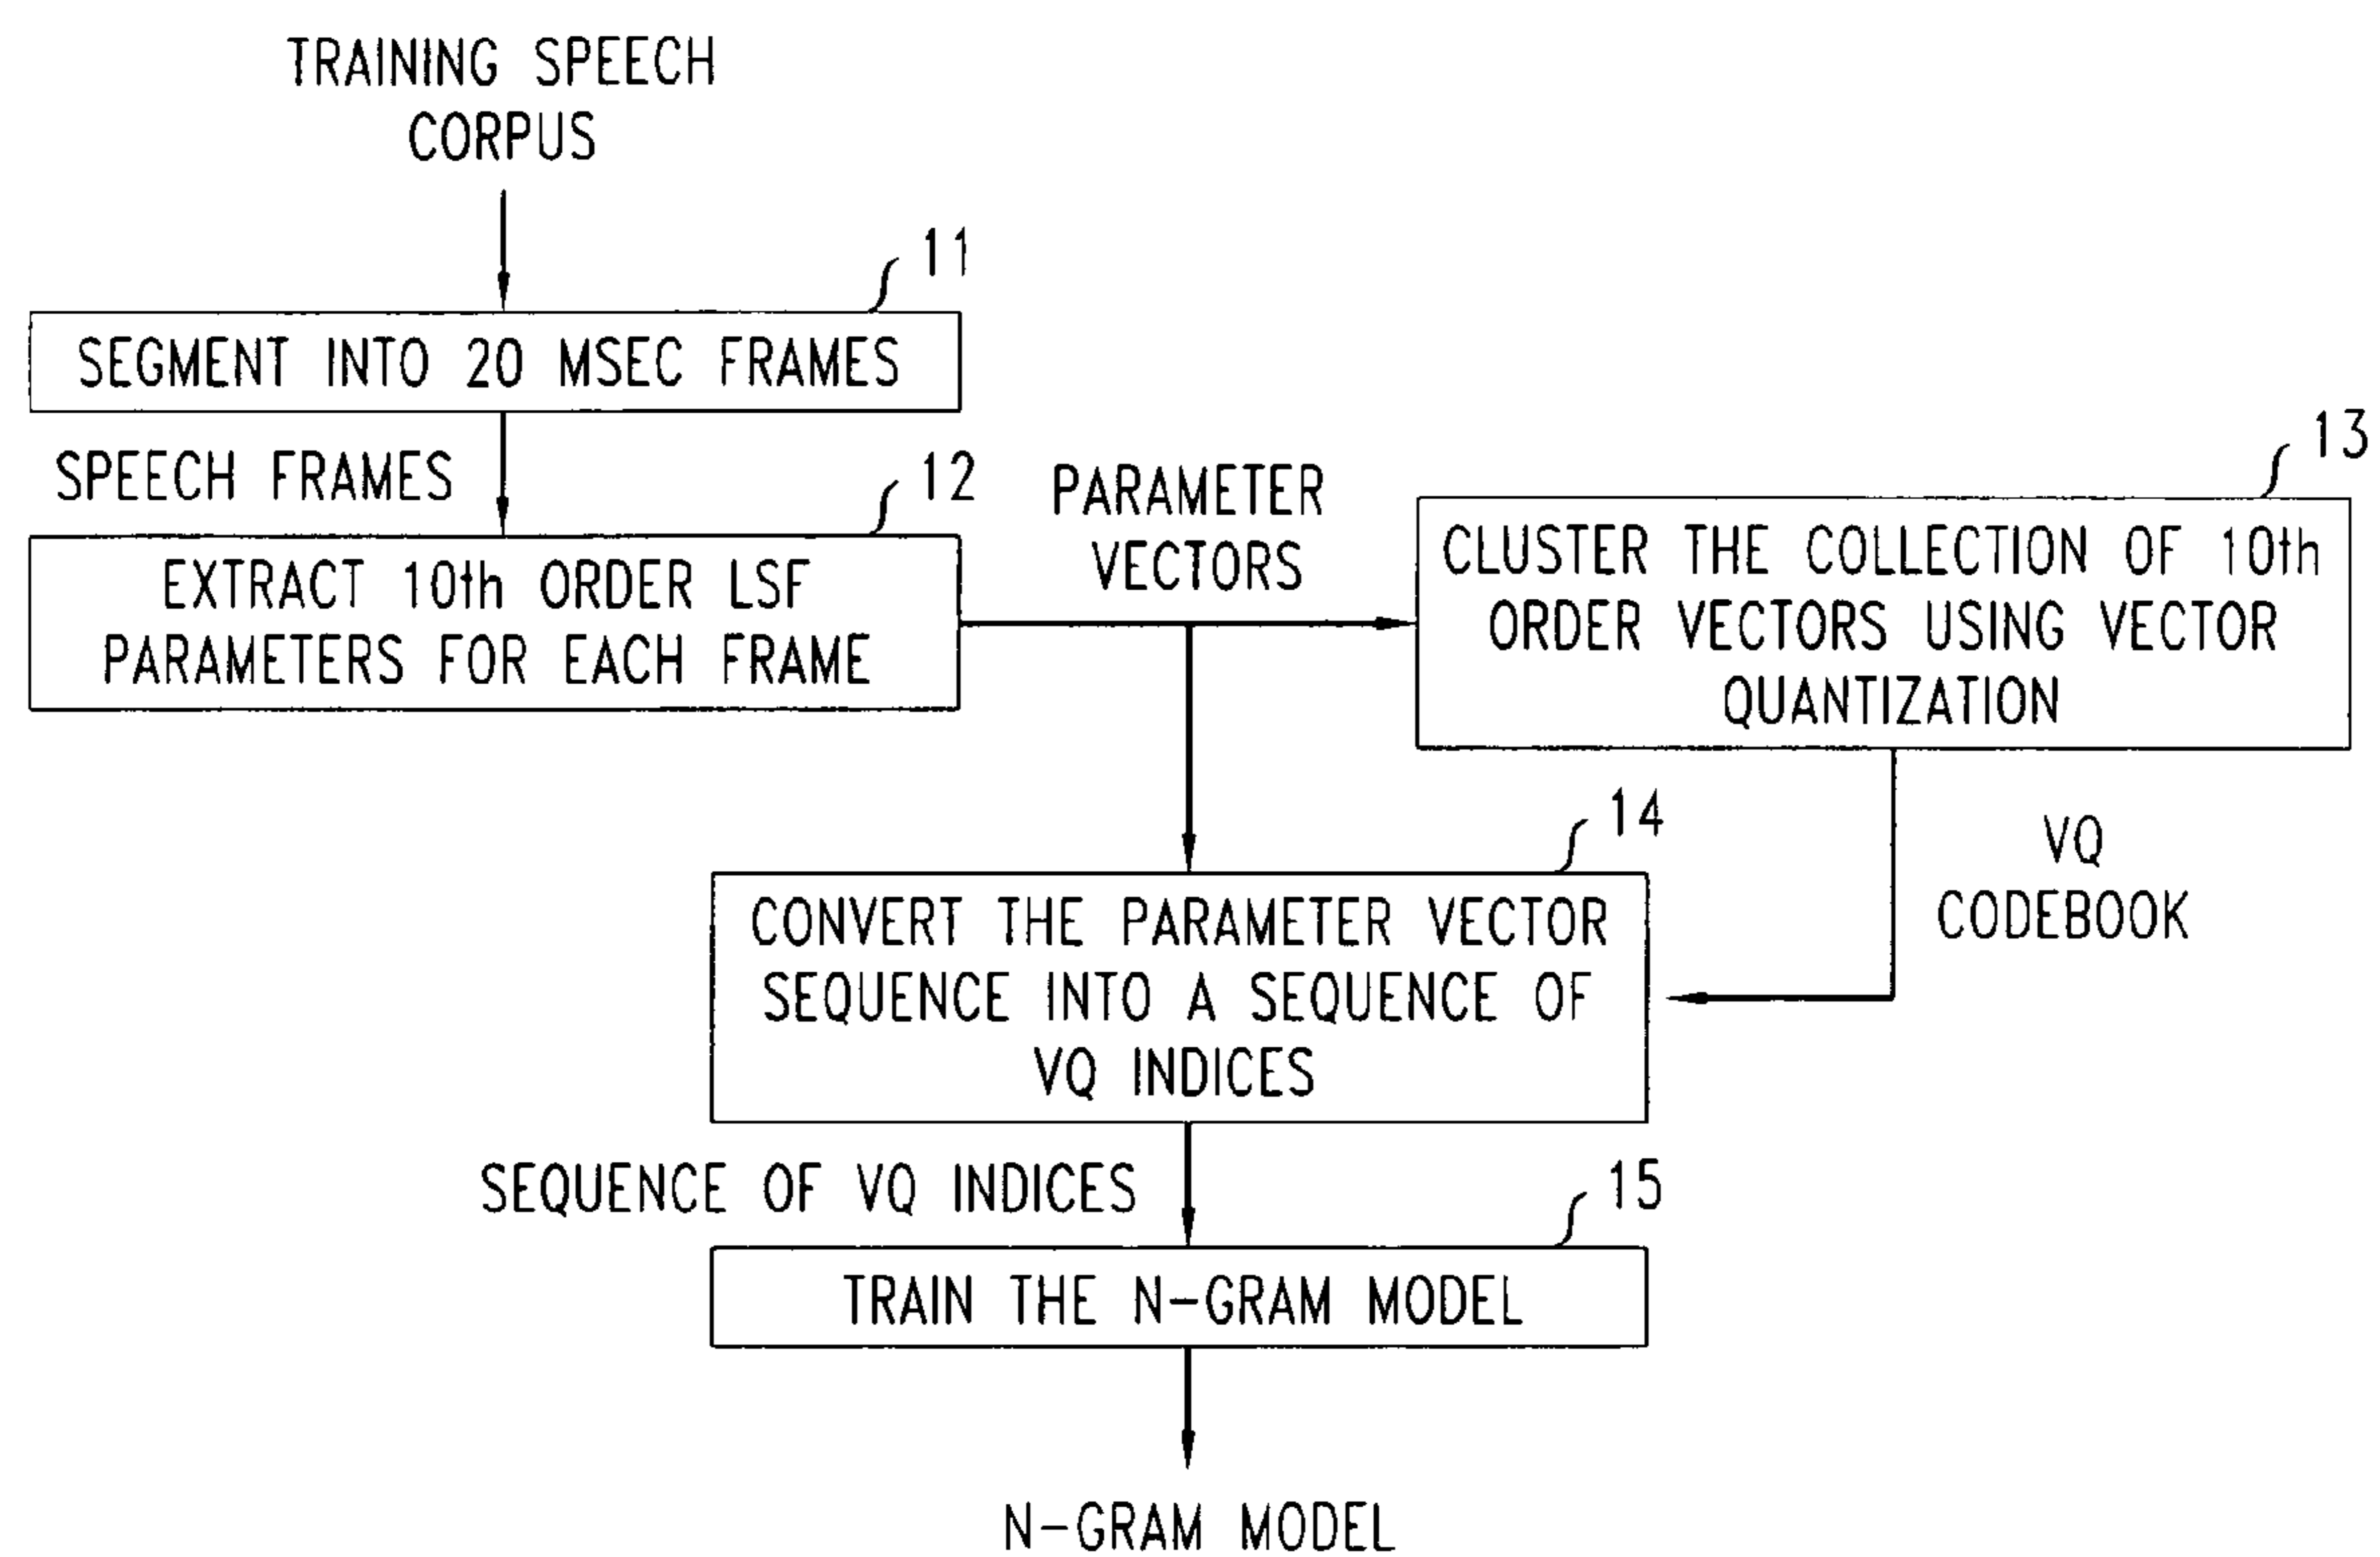 TRAINING SPEECH
CORPUS
11
SEGMENT INTO 20 MSEC FRAMES
SPEECH FRAMES
12
EXTRACT 10th ORDER LSF
PARAMETERS FOR EACH FRAME
PARAMETER
VECTORS
13
CLUSTER THE COLLECTION OF 10th
ORDER VECTORS USING VECTOR
QUANTIZATION
VQ
CODEBOOK
14
CONVERT THE PARAMETER VECTOR
SEQUENCE INTO A SEQUENCE OF
VQ INDICES
SEQUENCE OF VQ INDICES
15
TRAIN THE N-GRAM MODEL
N-GRAM MODEL